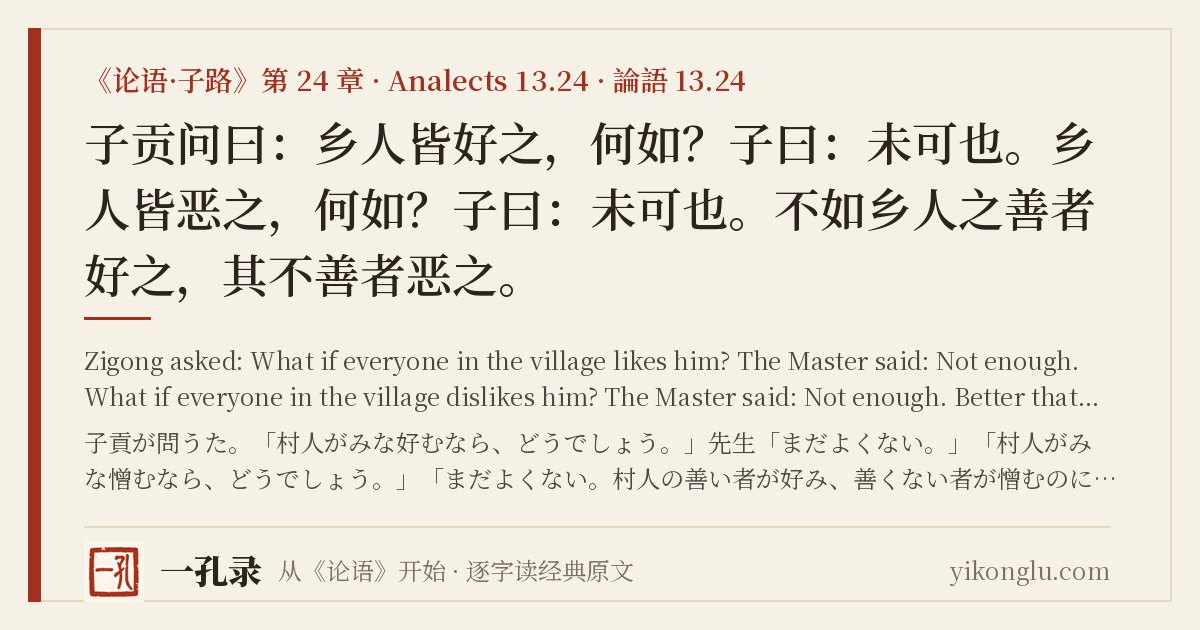 《论语·子路》第 24 章 · Analects 13.24 · 論語 13.24
子贡问曰：乡人皆好之，何如？子曰：未可也。乡
人皆恶之，何如？子曰：未可也。不如乡人之善者
好之，其不善者恶之。
Zigong asked: What if everyone in the village likes him? The Master said: Not enough.
What if everyone in the village dislikes him? The Master said: Not enough. Better that…
子貢が問うた。「村人がみな好むなら、どうでしょう。」先生「まだよくない。」「村人がみ
な憎むなら、どうでしょう。」「まだよくない。村人の善い者が好み、善くない者が憎むのに…
一孔
一孔录 从《论语》开始 · 逐字读经典原文 yikonglu.com